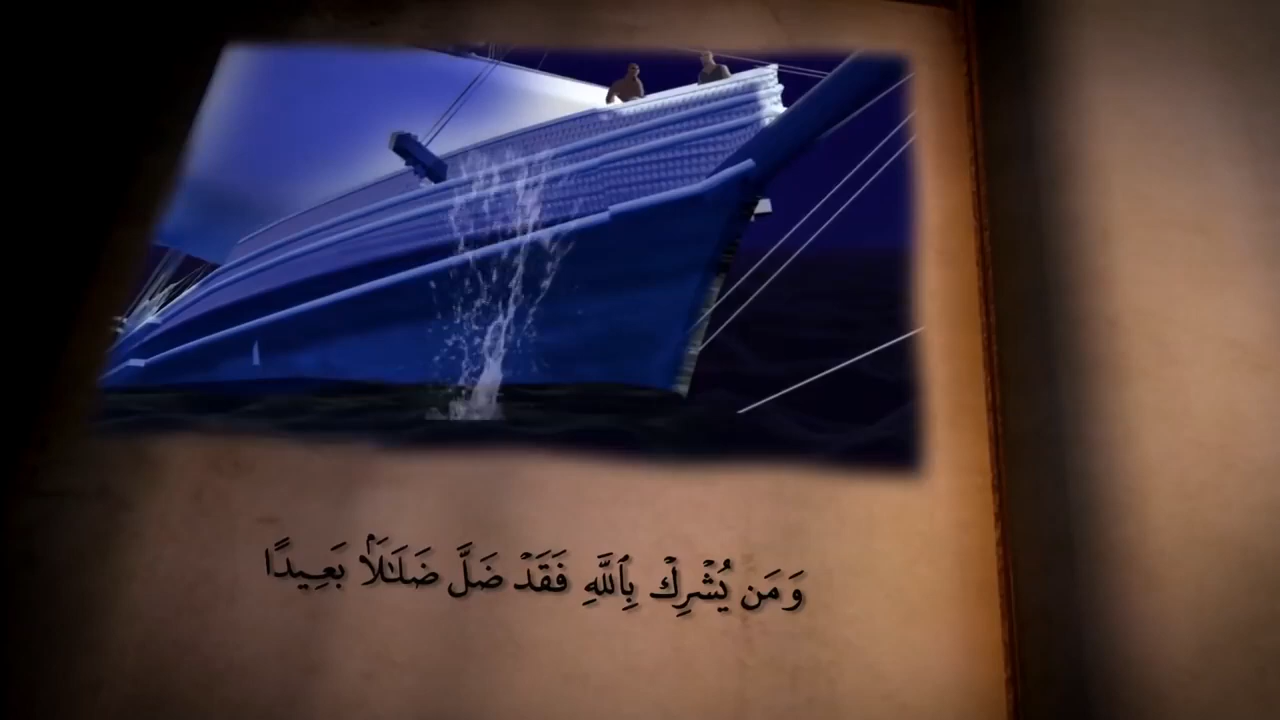 وَمَن يُشْرِكْ بِٱللَّهِ فَقَدْ ضَلَّ ضَلَـٰلَاۢ بَعِيدًا